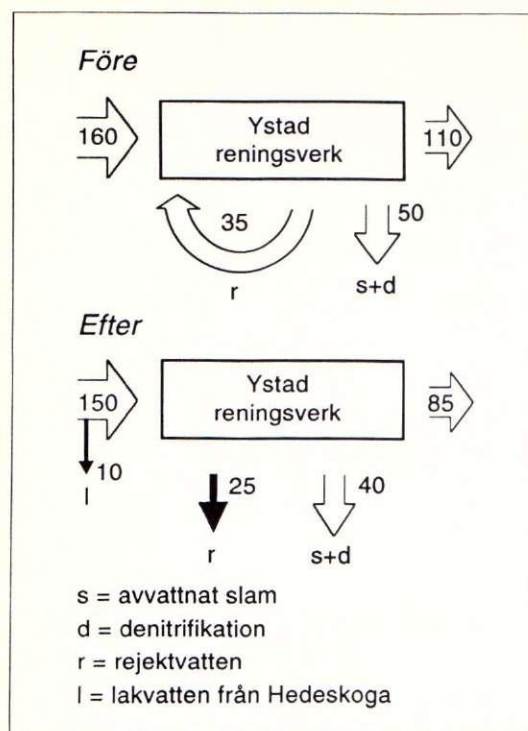 Före
160
Ystad
reningsverk
110
35
50
r
s+d
Efter
150
Ystad
reningsverk
85
10
l
25
40
r
s+d
s = avvattnat slam
d = denitrifikation
r = rejektvatten
l = lakvatten från Hedeskoga